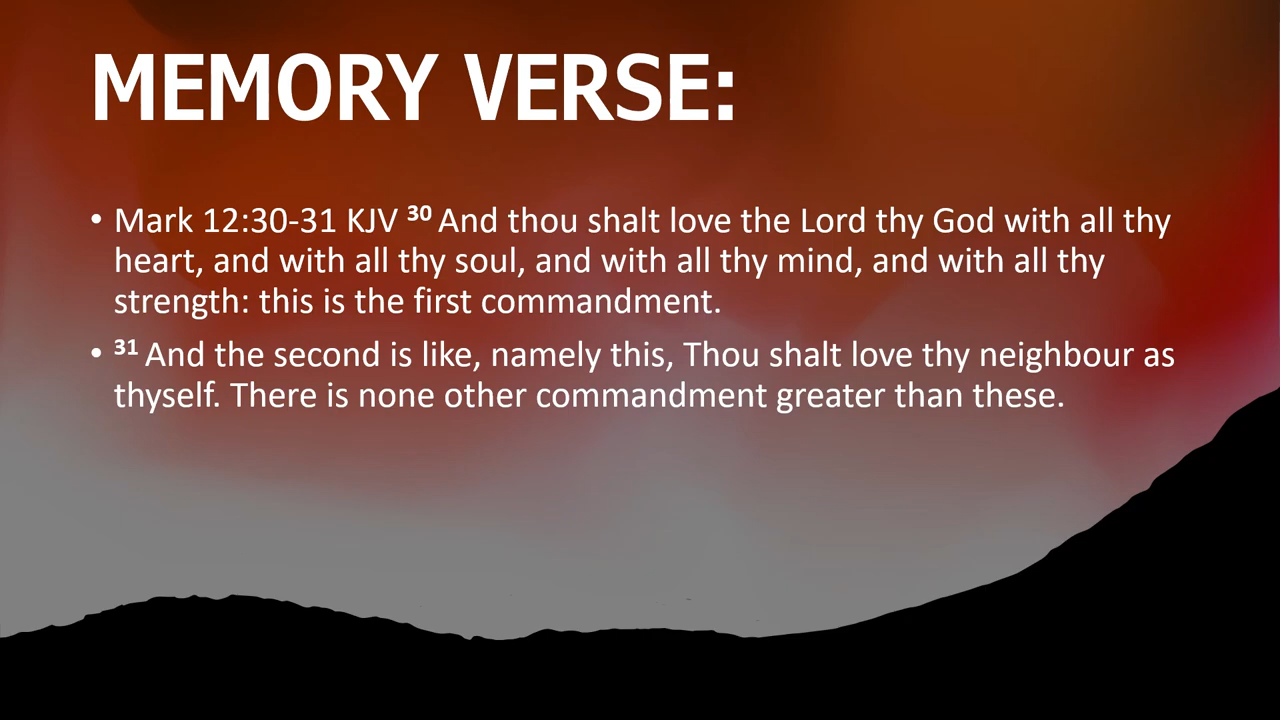 MEMORY VERSE:
• Mark 12:30-31 KJV ³⁰ And thou shalt love the Lord thy God with all thy
heart, and with all thy soul, and with all thy mind, and with all thy
strength: this is the first commandment.
• ³¹ And the second is like, namely this, Thou shalt love thy neighbour as
thyself. There is none other commandment greater than these.